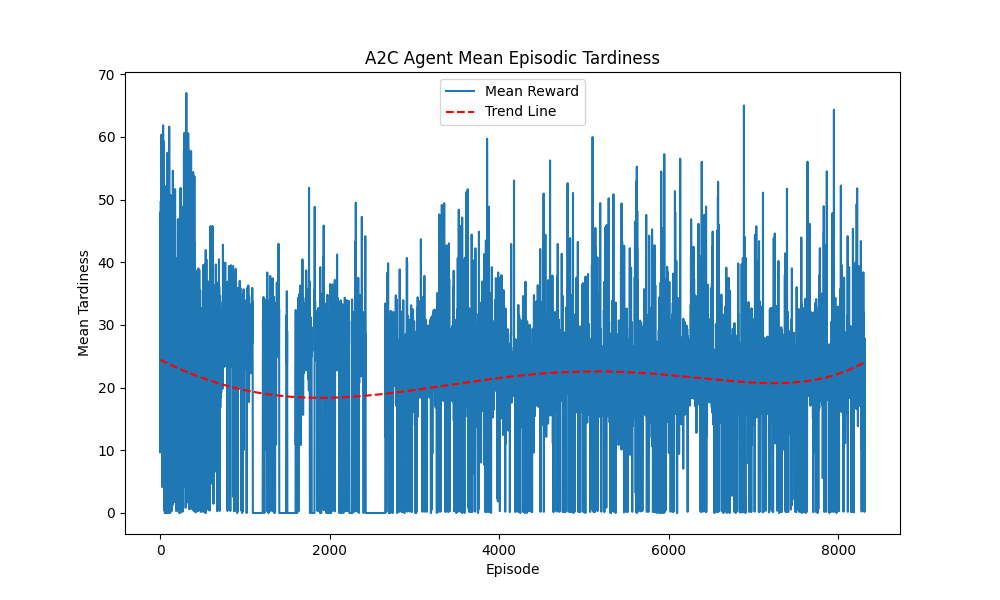 A2C Agent Mean Episodic Tardiness
Mean Reward
Trend Line
70
60
50
40
30
20
10
0
Mean Tardiness
0 2000 4000 6000 8000
Episode